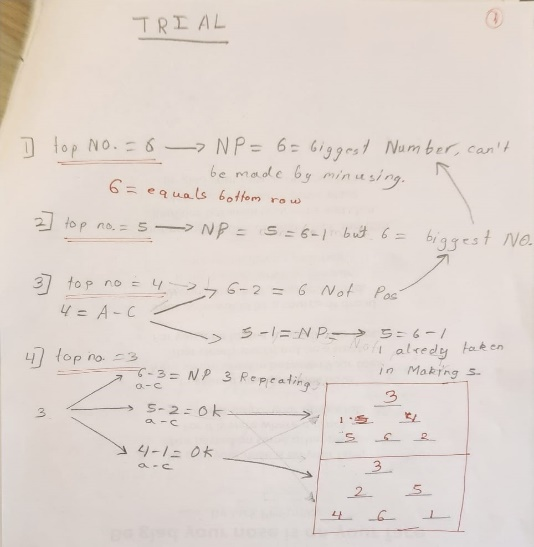 TRIAL
1] top NO. = 6 → NP = 6 = biggest Number, can't
be made by minusing.
6 = equals bottom row
2] top no. = 5 → NP = 5 = 6-1 but 6 = biggest NO.
3] top no = 4 → 6-2 = 6 Not Pos
4 = A-C
5-1 = NP → 5 = 6-1
1 alredy taken
in Making 5.
4] top no. = 3
6-3 = NP 3 Repeating
a-c
3 5-2 = OK
a-c
4-1 = OK
a-c
3
1 4
5 6 2
3
2 5
4 6 1